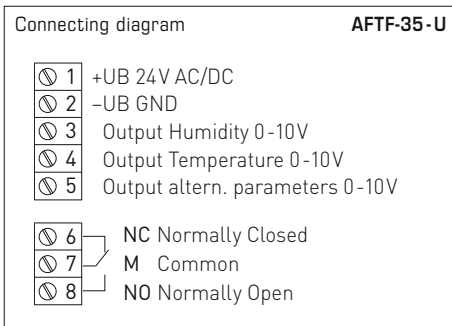 Connecting diagram AFTF-35-U
1 +UB 24V AC/DC
2 –UB GND
3 Output Humidity 0-10V
4 Output Temperature 0-10V
5 Output altern. parameters 0-10V
6 NC Normally Closed
7 M Common
8 NO Normally Open